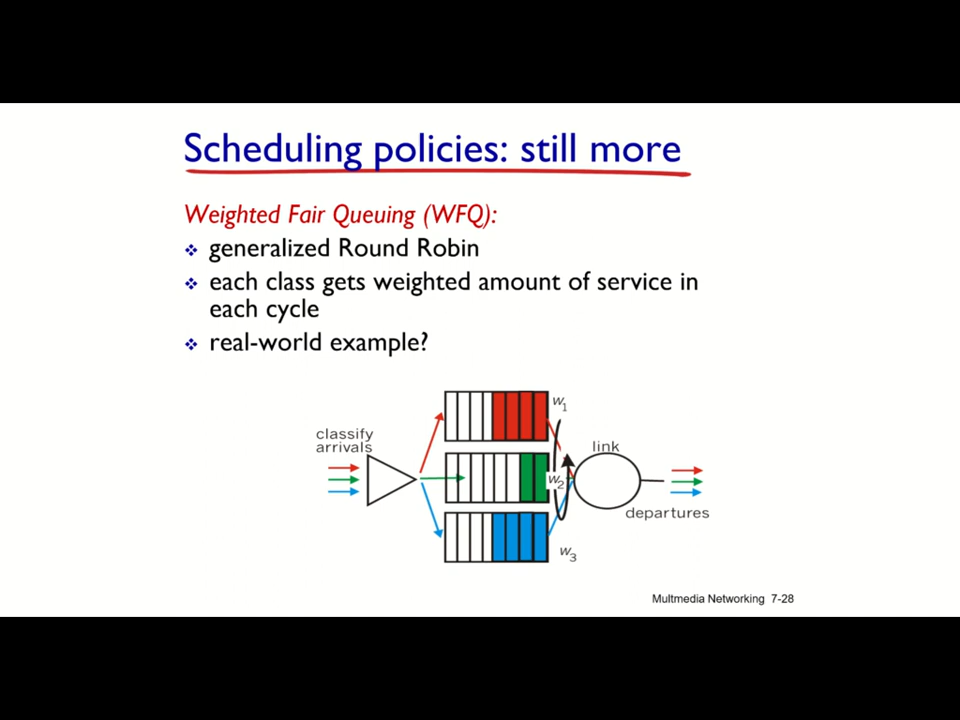 Scheduling policies: still more
Weighted Fair Queuing (WFQ):
generalized Round Robin
each class gets weighted amount of service in
each cycle
real-world example?
classify
arrivals
w1
w2
w3
link
departures
Multmedia Networking 7-28